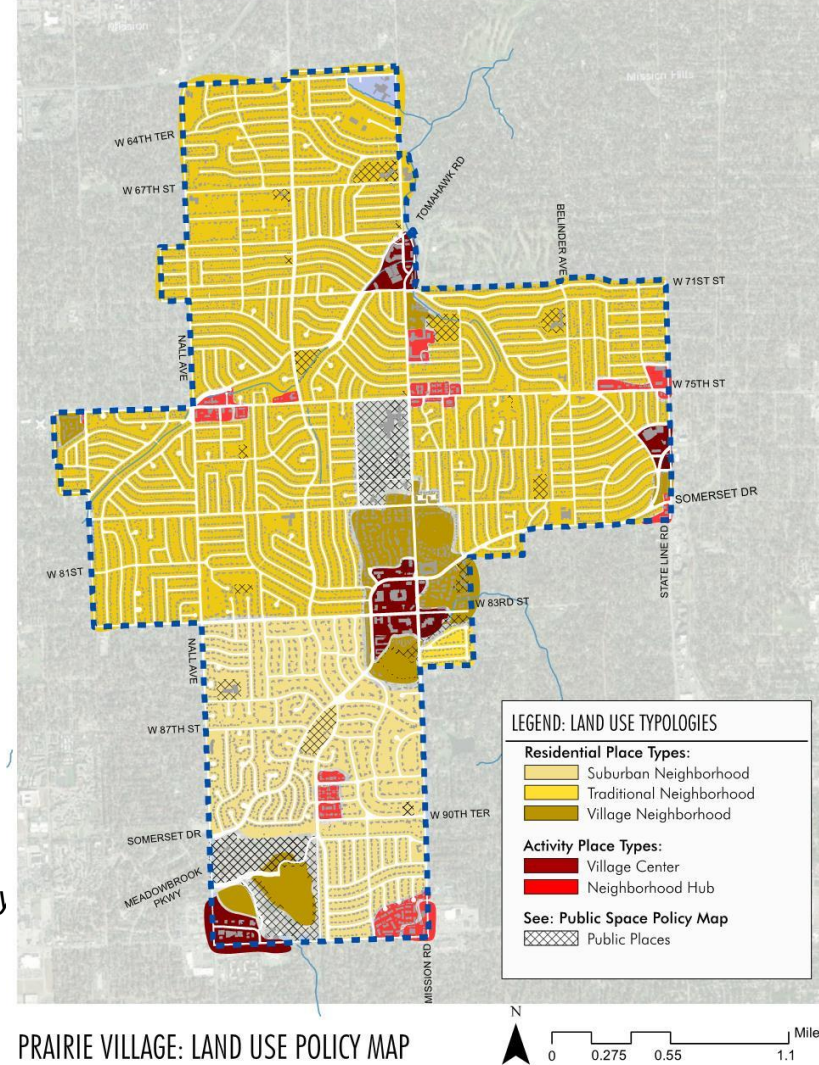 Mission
Mission Hills
W 64TH TER
W 67TH ST
TOMAHAWK RD
BELINDER AVE
W 71ST ST
NALL AVE
W 75TH ST
SOMERSET DR
STATE LINE RD
W 81ST
W 83RD ST
NALL AVE
W 87TH ST
W 90TH TER
SOMERSET DR
MEADOWBROOK
PKWY
MISSION RD
LEGEND: LAND USE TYPOLOGIES
Residential Place Types:
Suburban Neighborhood
Traditional Neighborhood
Village Neighborhood
Activity Place Types:
Village Center
Neighborhood Hub
See: Public Space Policy Map
Public Places
PRAIRIE VILLAGE: LAND USE POLICY MAP
N
Mile
0 0.275 0.55 1.1